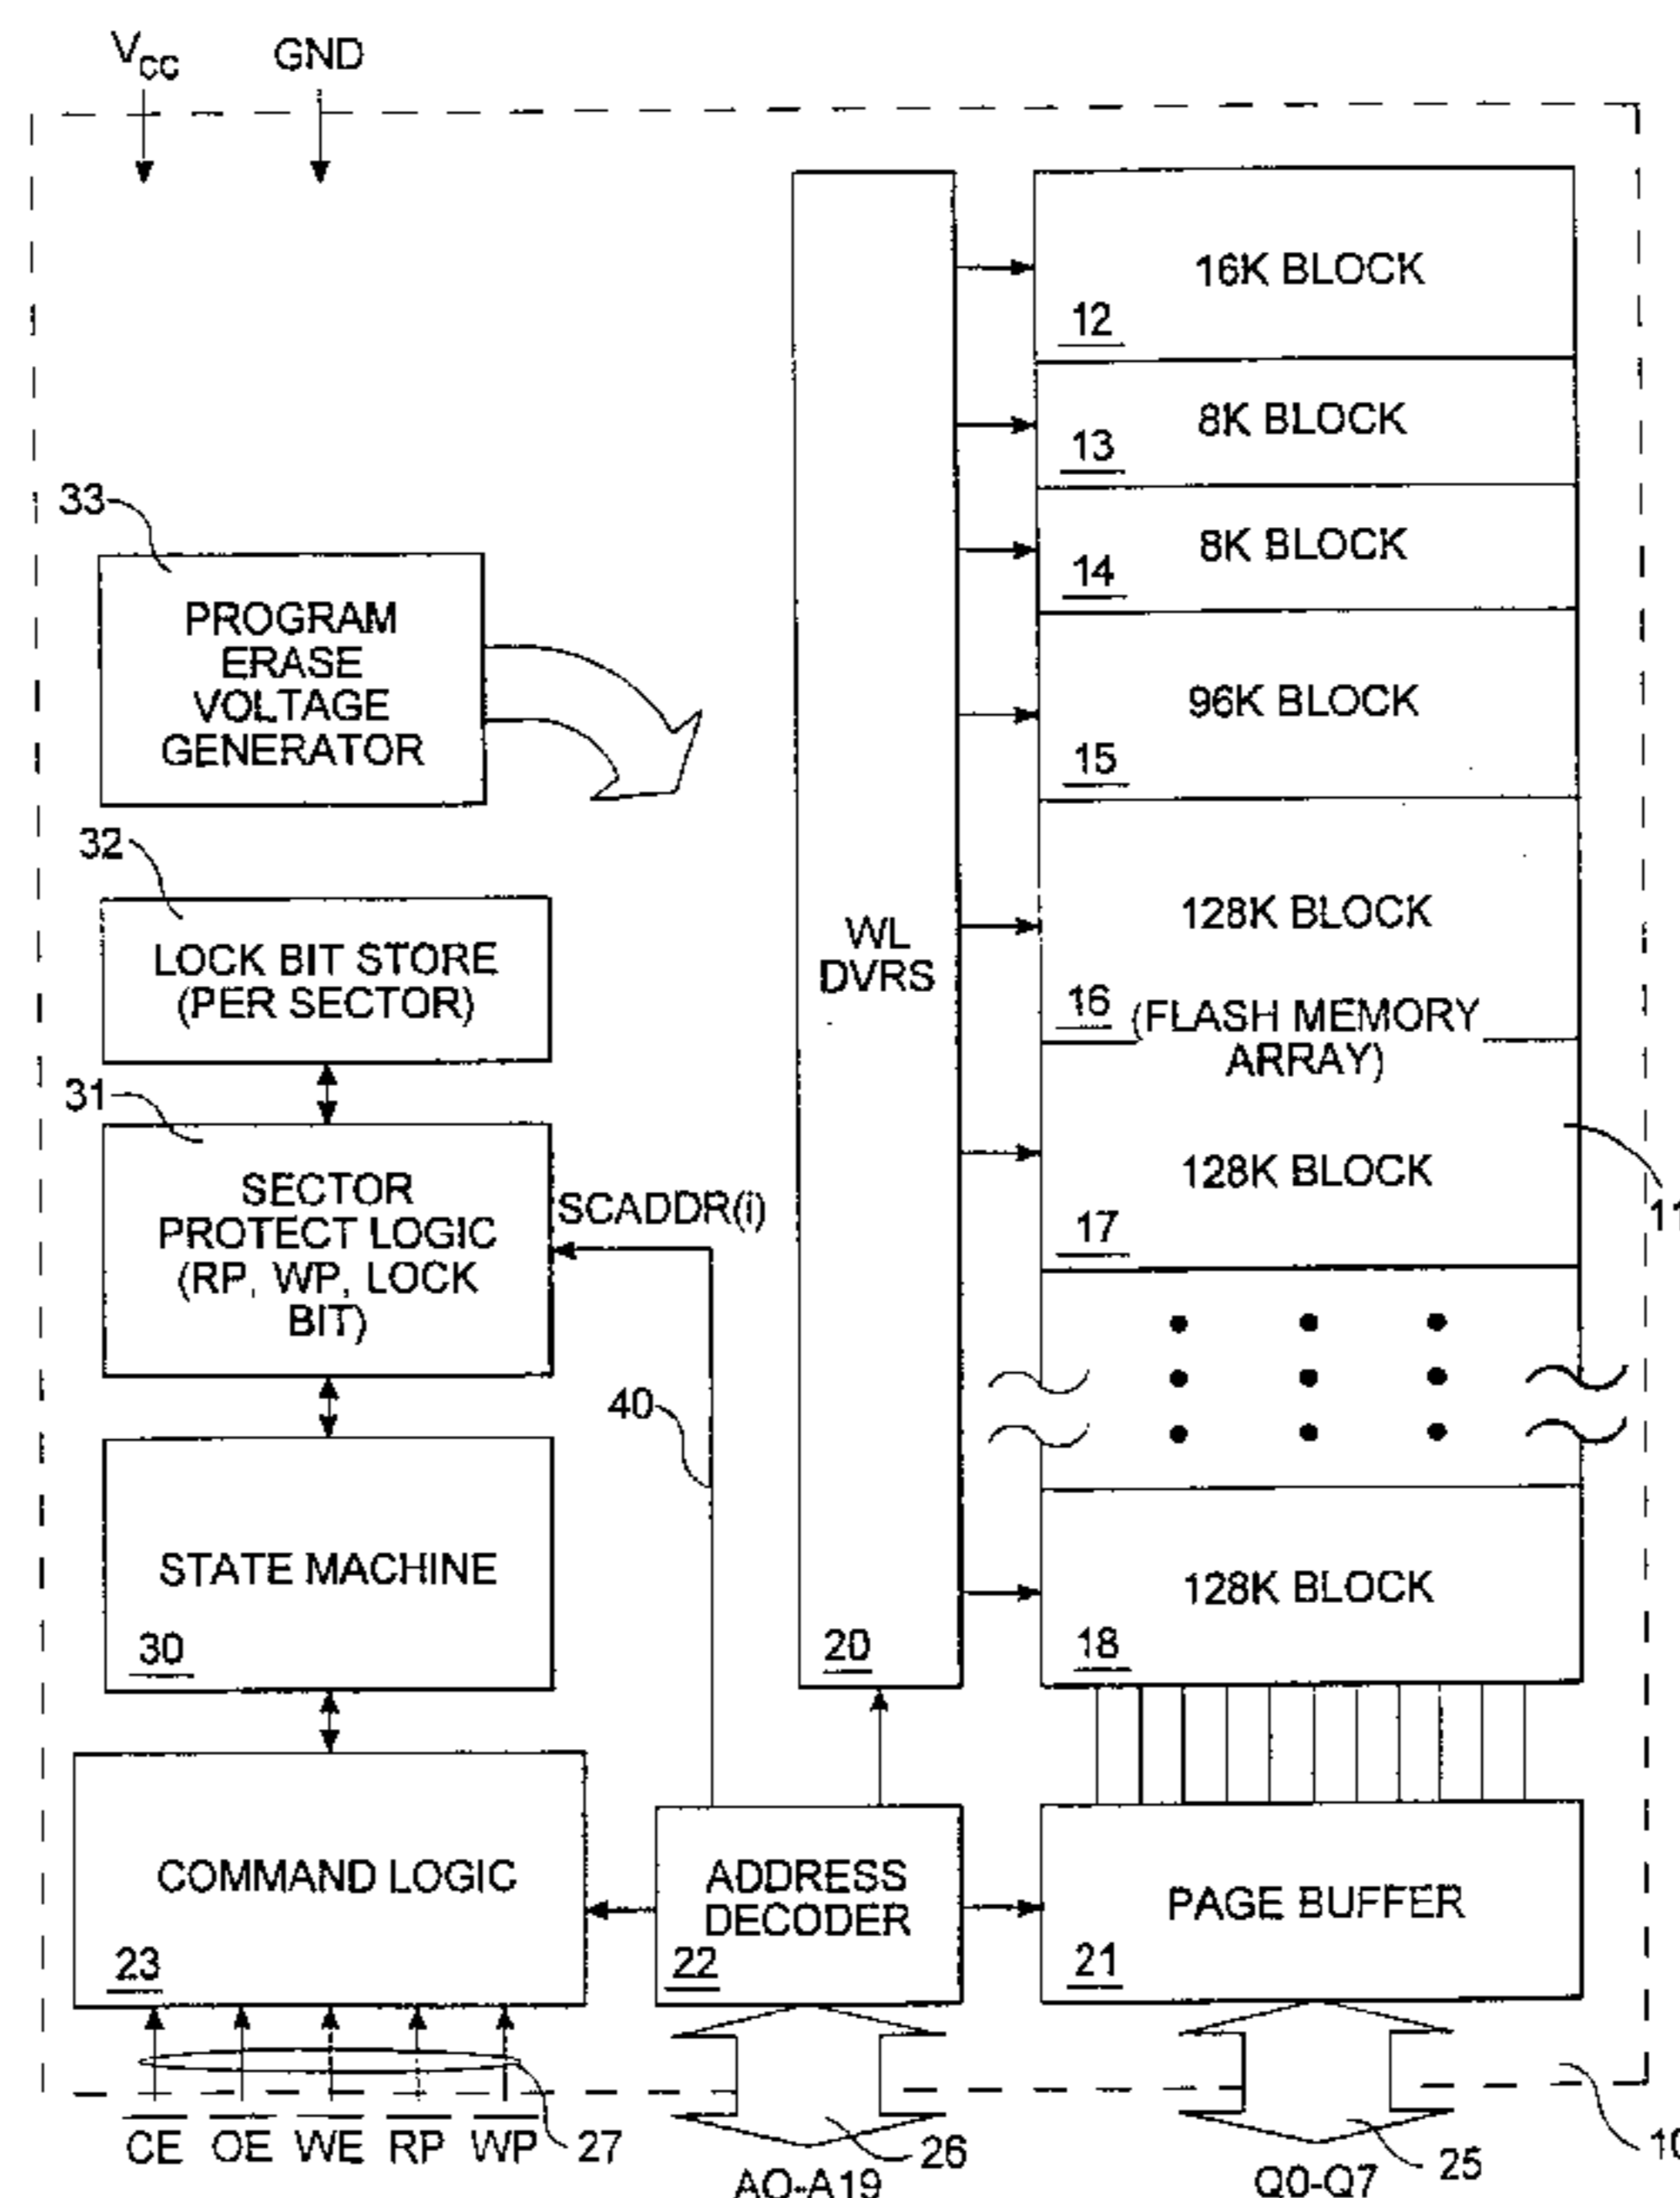 VCC GND
16K BLOCK
12
8K BLOCK
13
8K BLOCK
14
33
PROGRAM
ERASE
VOLTAGE
GENERATOR
96K BLOCK
15
32
LOCK BIT STORE
(PER SECTOR)
WL
DVRS
128K BLOCK
16 (FLASH MEMORY
ARRAY)
31
SECTOR
PROTECT LOGIC
(RP, WP, LOCK
BIT)
SCADDR(i)
128K BLOCK
17
11
40
STATE MACHINE
30
20
128K BLOCK
18
COMMAND LOGIC
23
ADDRESS
DECODER
22
PAGE BUFFER
21
CE OE WE RP WP 27
26
AO-A19
Q0-Q7
25
10